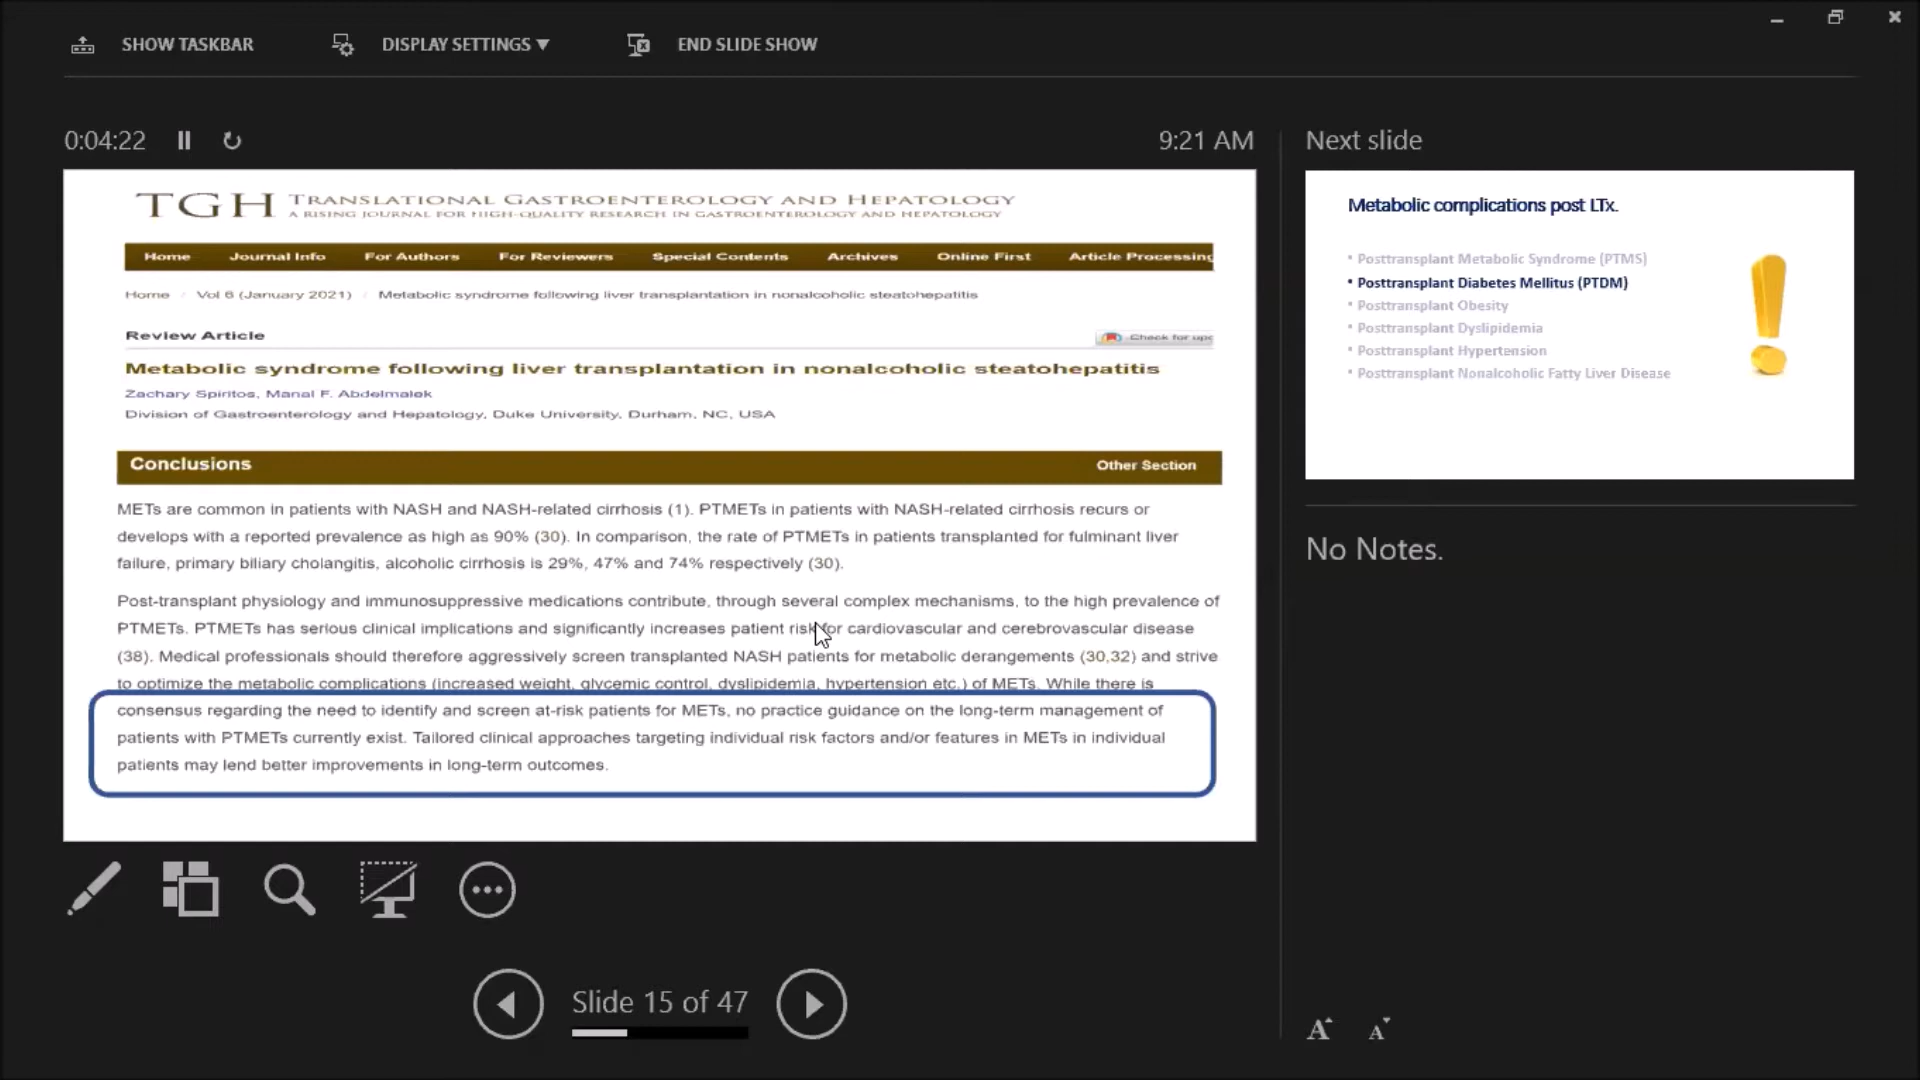 SHOW TASKBAR
DISPLAY SETTINGS ▼
END SLIDE SHOW
0:04:22
9:21 AM
TGH TRANSLATIONAL GASTROENTEROLOGY AND HEPATOLOGY
A RISING JOURNAL FOR HIGH-QUALITY RESEARCH IN GASTROENTEROLOGY AND HEPATOLOGY
Home Journal Info For Authors For Reviewers Special Contents Archives Online First Article Processing
Home / Vol 6 (January 2021) / Metabolic syndrome following liver transplantation in nonalcoholic steatohepatitis
Review Article
Check for upd
Metabolic syndrome following liver transplantation in nonalcoholic steatohepatitis
Zachary Spiritos, Manal F. Abdelmalek
Division of Gastroenterology and Hepatology, Duke University, Durham, NC, USA
Conclusions
Other Section
METs are common in patients with NASH and NASH-related cirrhosis (1). PTMETs in patients with NASH-related cirrhosis recurs or
develops with a reported prevalence as high as 90% (30). In comparison, the rate of PTMETs in patients transplanted for fulminant liver
failure, primary biliary cholangitis, alcoholic cirrhosis is 29%, 47% and 74% respectively (30).
Post-transplant physiology and immunosuppressive medications contribute, through several complex mechanisms, to the high prevalence of
PTMETs. PTMETs has serious clinical implications and significantly increases patient risk for cardiovascular and cerebrovascular disease
(38). Medical professionals should therefore aggressively screen transplanted NASH patients for metabolic derangements (30,32) and strive
to optimize the metabolic complications (increased weight, glycemic control, dyslipidemia, hypertension etc.) of METs. While there is
consensus regarding the need to identify and screen at-risk patients for METs, no practice guidance on the long-term management of
patients with PTMETs currently exist. Tailored clinical approaches targeting individual risk factors and/or features in METs in individual
patients may lend better improvements in long-term outcomes.
Slide 15 of 47
Next slide
Metabolic complications post LTx.
• Posttransplant Metabolic Syndrome (PTMS)
• Posttransplant Diabetes Mellitus (PTDM)
• Posttransplant Obesity
• Posttransplant Dyslipidemia
• Posttransplant Hypertension
• Posttransplant Nonalcoholic Fatty Liver Disease
No Notes.
A A